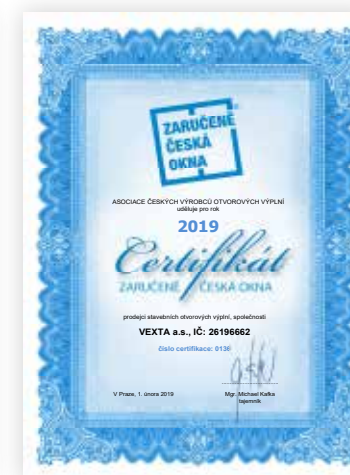 ZARUČENĚ
ČESKÁ
OKNA
ASOCIACE ČESKÝCH VÝROBCŮ OTVOROVÝCH VÝPLNÍ
uděluje pro rok
2019
Certifikát
ZARUČENĚ ČESKÁ OKNA
prodejci stavebních otvorových výplní, společnosti
VEXTA a.s., IČ: 26196662
číslo certifikace: 0136
V Praze, 1. února 2019
Mgr. Michael Kafka
tajemník